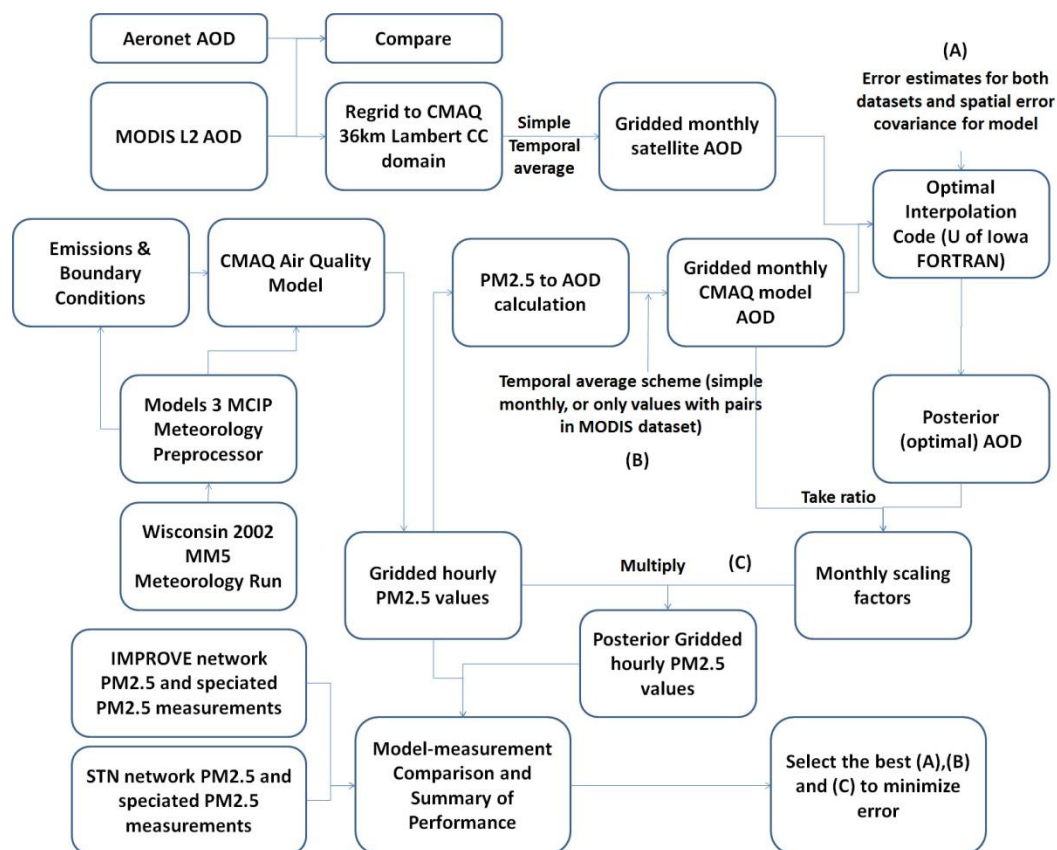 Aeronet AOD
Compare
(A)
Error estimates for both
datasets and spatial error
covariance for model
MODIS L2 AOD
Regrid to CMAQ
36km Lambert CC
domain
Simple
Temporal
average
Gridded monthly
satellite AOD
Optimal
Interpolation
Code (U of Iowa
FORTRAN)
Emissions &
Boundary
Conditions
CMAQ Air Quality
Model
PM2.5 to AOD
calculation
Gridded monthly
CMAQ model
AOD
Temporal average scheme (simple
monthly, or only values with pairs
in MODIS dataset)
(B)
Models 3 MCIP
Meteorology
Preprocessor
Posterior
(optimal) AOD
Take ratio
Wisconsin 2002
MM5
Meteorology Run
Gridded hourly
PM2.5 values
Multiply
(C)
Monthly scaling
factors
Posterior Gridded
hourly PM2.5
values
IMPROVE network
PM2.5 and speciated
PM2.5 measurements
STN network PM2.5 and
speciated PM2.5
measurements
Model-measurement
Comparison and
Summary of
Performance
Select the best (A),(B)
and (C) to minimize
error